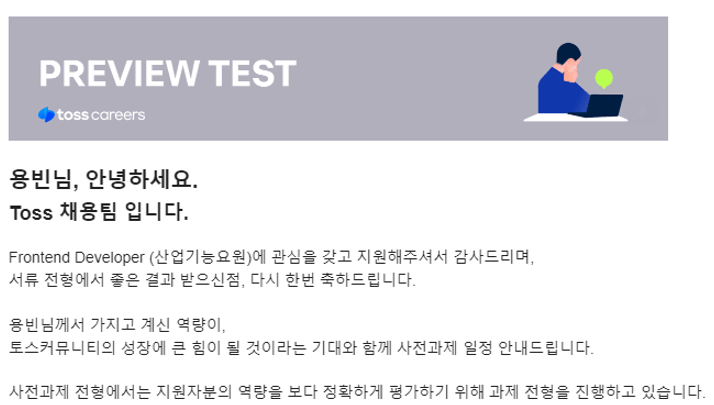 PREVIEW TEST
toss careers
용빈님, 안녕하세요.
Toss 채용팀 입니다.
Frontend Developer (산업기능요원)에 관심을 갖고 지원해주셔서 감사드리며,
서류 전형에서 좋은 결과 받으신점, 다시 한번 축하드립니다.
용빈님께서 가지고 계신 역량이,
토스커뮤니티의 성장에 큰 힘이 될 것이라는 기대와 함께 사전과제 일정 안내드립니다.
사전과제 전형에서는 지원자분의 역량을 보다 정확하게 평가하기 위해 과제 전형을 진행하고 있습니다.